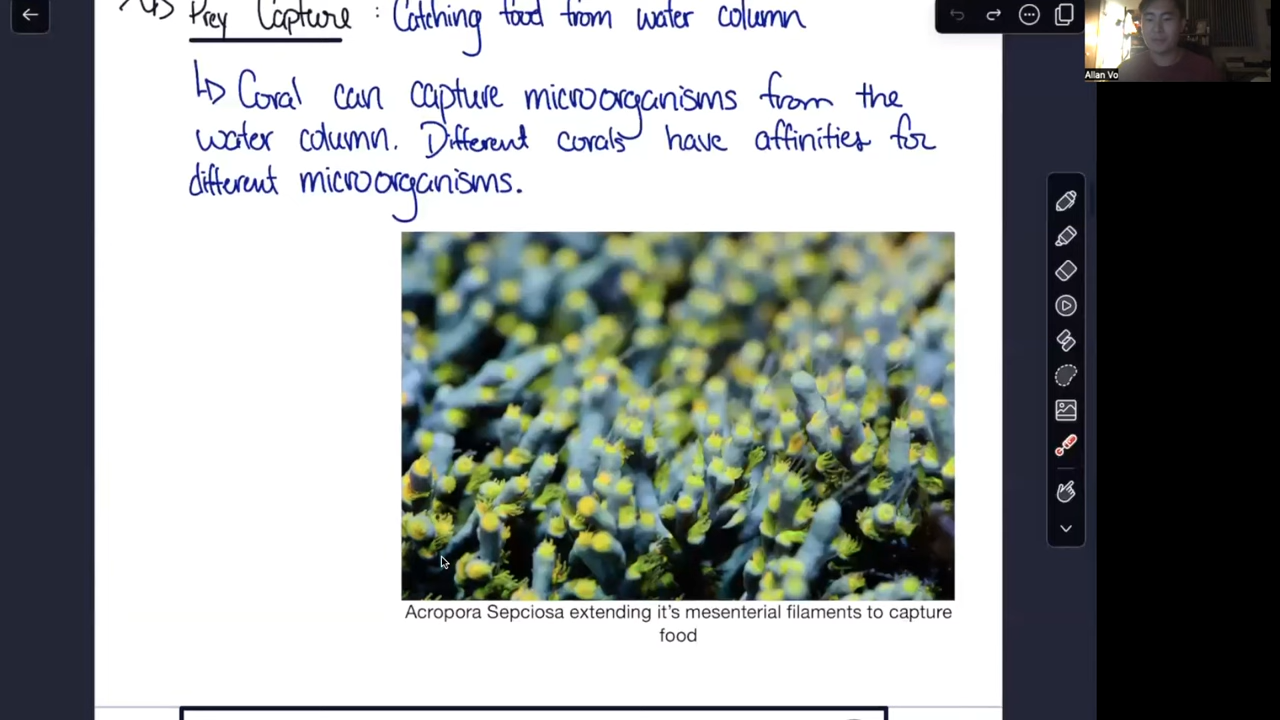 Prey Capture : Catching food from water column
↳ Coral can capture microorganisms from the
water column. Different corals have affinities for
different microorganisms.
Acropora Sepciosa extending it's mesenterial filaments to capture
food
Allan Vo